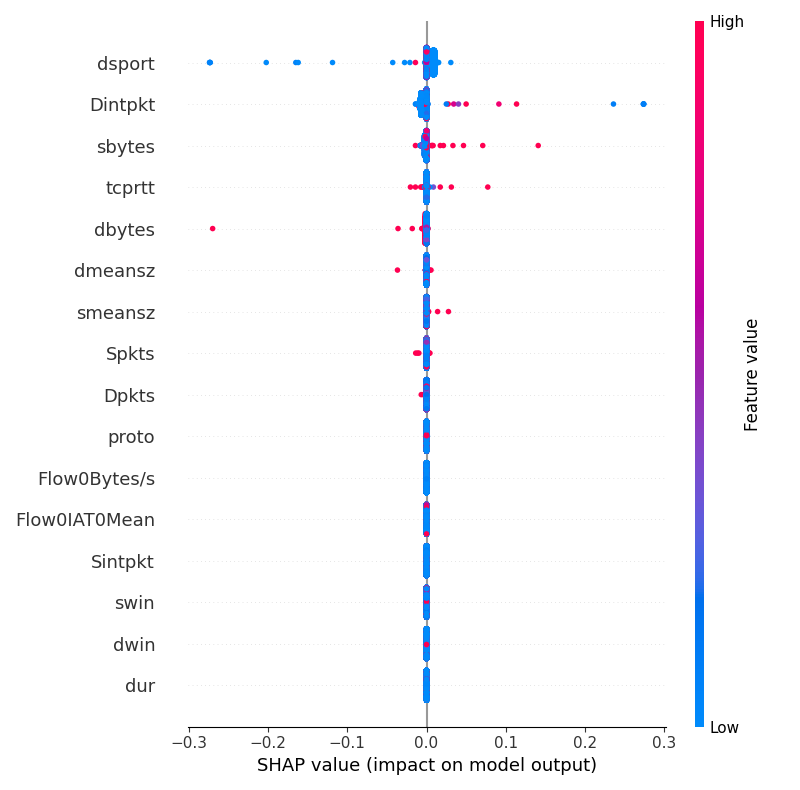 High
dsport
Dintpkt
sbytes
tcprtt
dbytes
dmeansz
smeansz
Spkts
Dpkts
proto
Flow0Bytes/s
Flow0IAT0Mean
Sintpkt
swin
dwin
dur
Feature value
Low
−0.3 −0.2 −0.1 0.0 0.1 0.2 0.3
SHAP value (impact on model output)